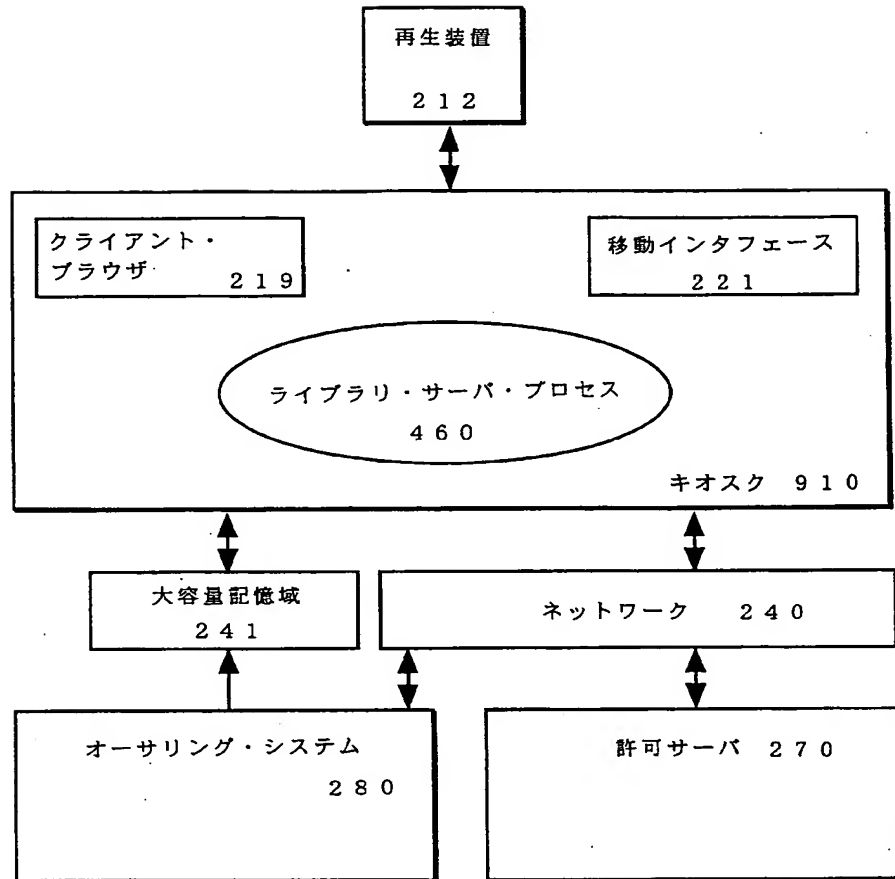 再生装置
２１２
クライアント・
ブラウザ ２１９
移動インタフェース
２２１
ライブラリ・サーバ・プロセス
４６０
キオスク ９１０
大容量記憶域
２４１
ネットワーク ２４０
オーサリング・システム
２８０
許可サーバ ２７０